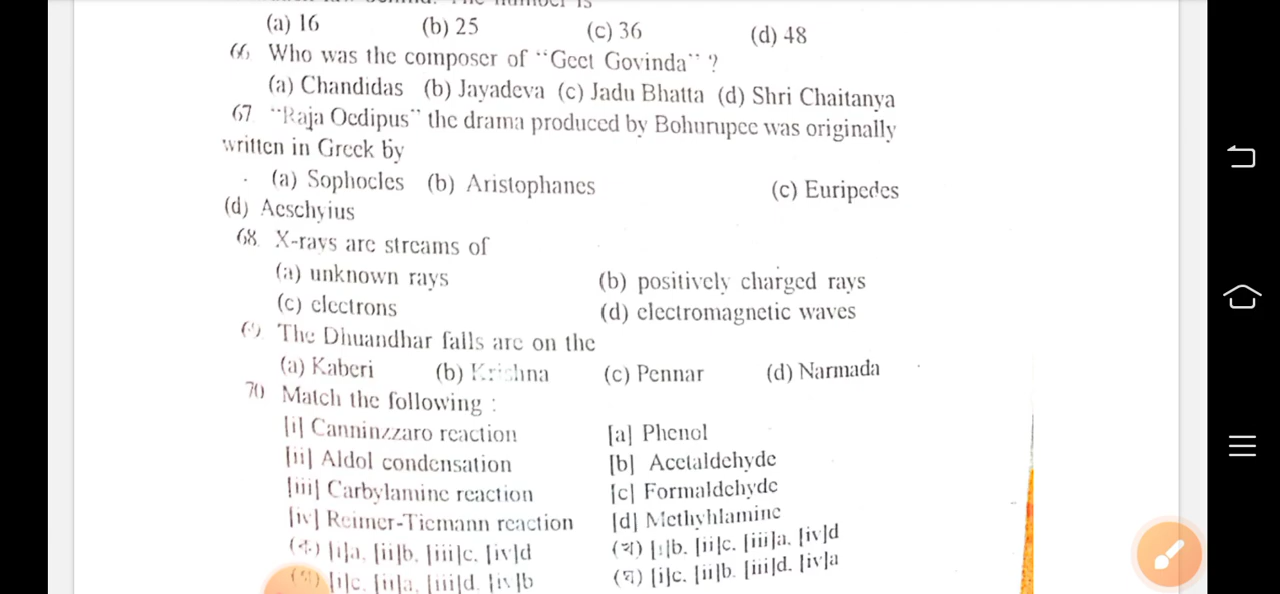 (a) 16 (b) 25 (c) 36 (d) 48
66 Who was the composer of "Geet Govinda" ?
(a) Chandidas (b) Jayadeva (c) Jadu Bhatta (d) Shri Chaitanya
67 "Raja Oedipus" the drama produced by Bohurupee was originally
written in Greek by
(a) Sophocles (b) Aristophanes (c) Euripedes
(d) Aeschyius
68. X-rays are streams of
(a) unknown rays (b) positively charged rays
(c) electrons (d) electromagnetic waves
69. The Dhuandhar falls are on the
(a) Kaberi (b) Krishna (c) Pennar (d) Narmada
70 Match the following :
[i] Canninzzaro reaction [a] Phenol
[ii] Aldol condensation [b] Acetaldehyde
[iii] Carbylamine reaction [c] Formaldehyde
[iv] Reimer-Tiemann reaction [d] Methyhlamine
(ক) [i]a. [ii]b. [iii]c. [iv]d (খ) [i]b. [ii]c. [iii]a. [iv]d
(গ) [i]c. [ii]a. [iii]d. [iv]b (ঘ) [i]c. [ii]b. [iii]d. [iv]a